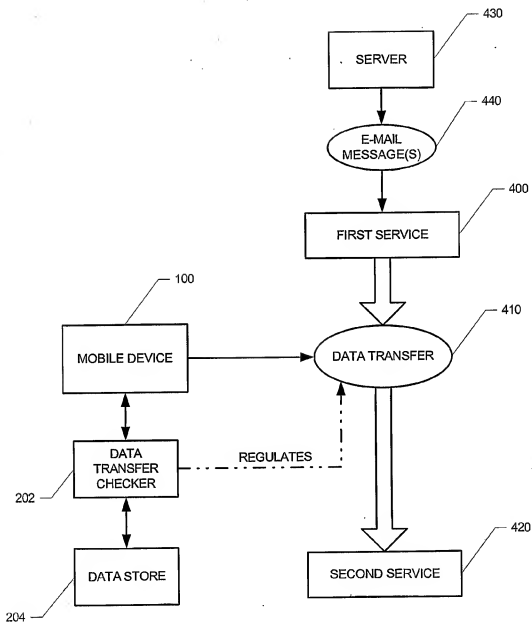 430
SERVER
440
E-MAIL
MESSAGE(S)
400
FIRST SERVICE
100
410
MOBILE DEVICE
DATA TRANSFER
DATA
TRANSFER
CHECKER
REGULATES
202
420
DATA STORE
SECOND SERVICE
204